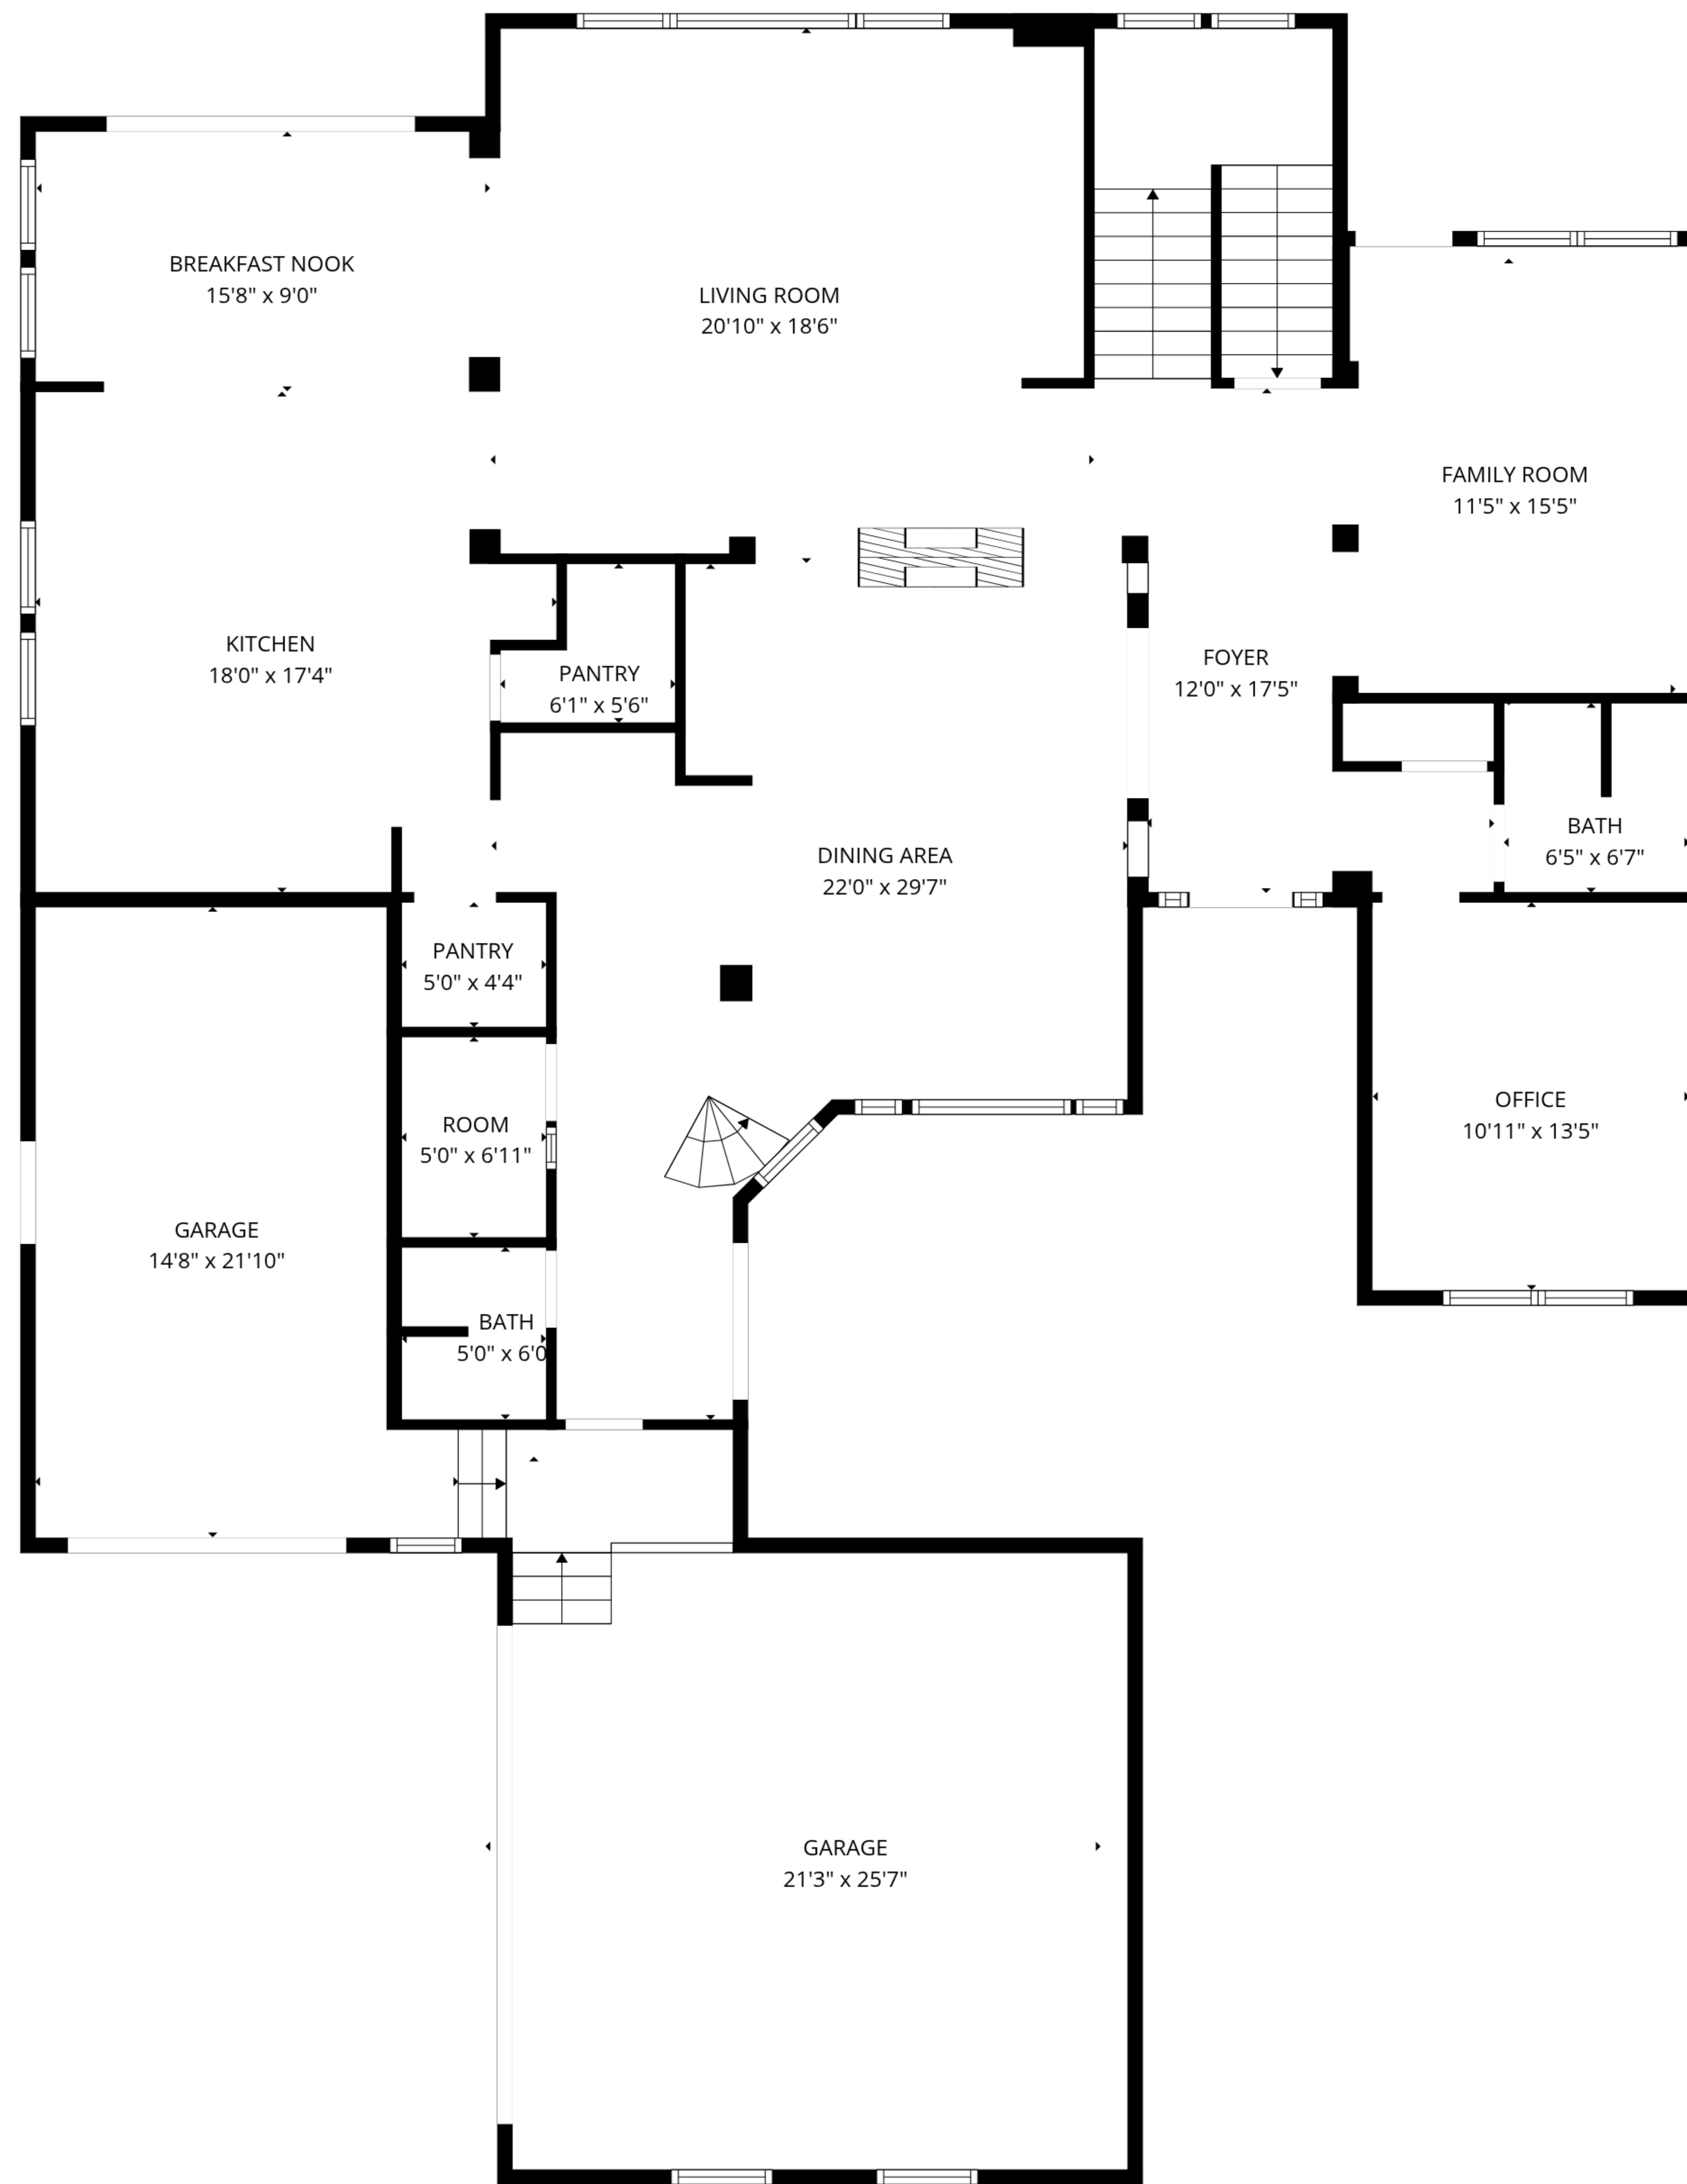 BREAKFAST NOOK
15'8" x 9'0"
LIVING ROOM
20'10" x 18'6"
FAMILY ROOM
11'5" x 15'5"
KITCHEN
18'0" x 17'4"
PANTRY
6'1" x 5'6"
FOYER
12'0" x 17'5"
BATH
6'5" x 6'7"
DINING AREA
22'0" x 29'7"
PANTRY
5'0" x 4'4"
OFFICE
10'11" x 13'5"
ROOM
5'0" x 6'11"
GARAGE
14'8" x 21'10"
BATH
5'0" x 6'0
GARAGE
21'3" x 25'7"